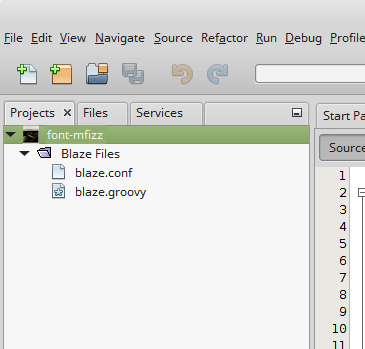 File Edit View Navigate Source Refactor Run Debug Profile
Projects × Files Services
Start Pa
font-mfizz
Source
Blaze Files
blaze.conf
blaze.groovy
1
2
3
4
5
6
7
8
9
10
11